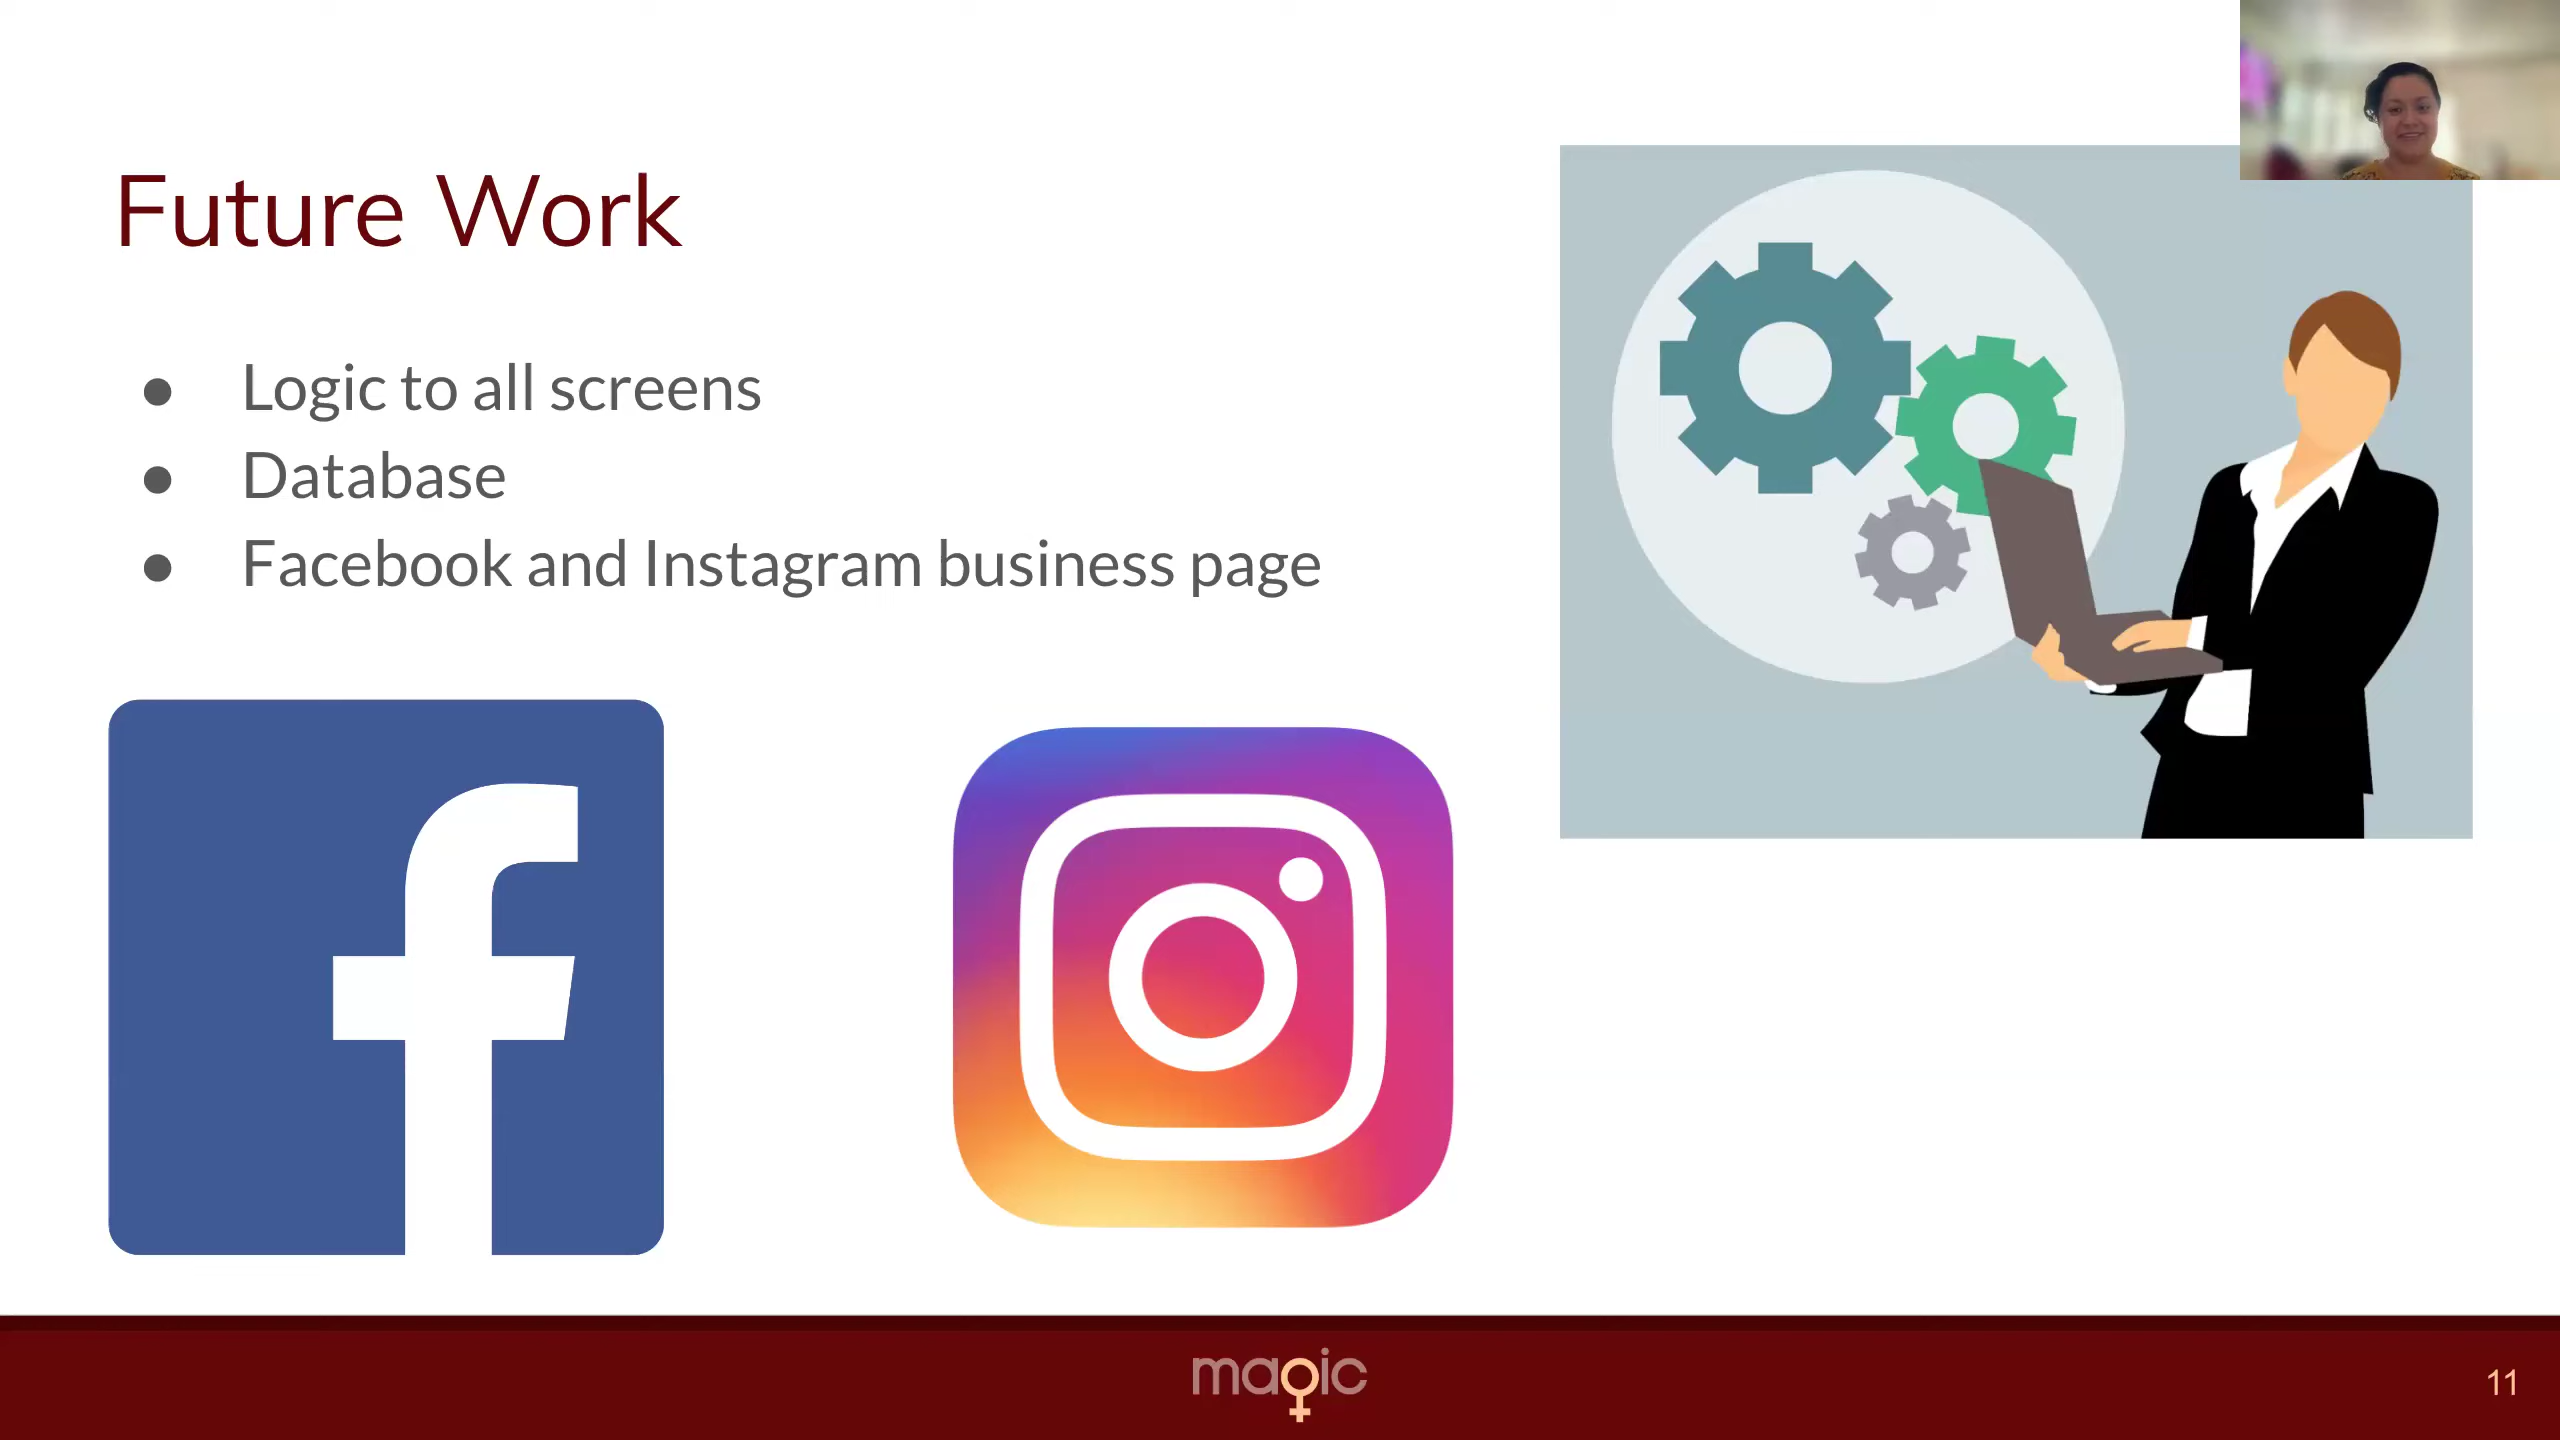 Future Work
● Logic to all screens
● Database
● Facebook and Instagram business page
f
magic
11